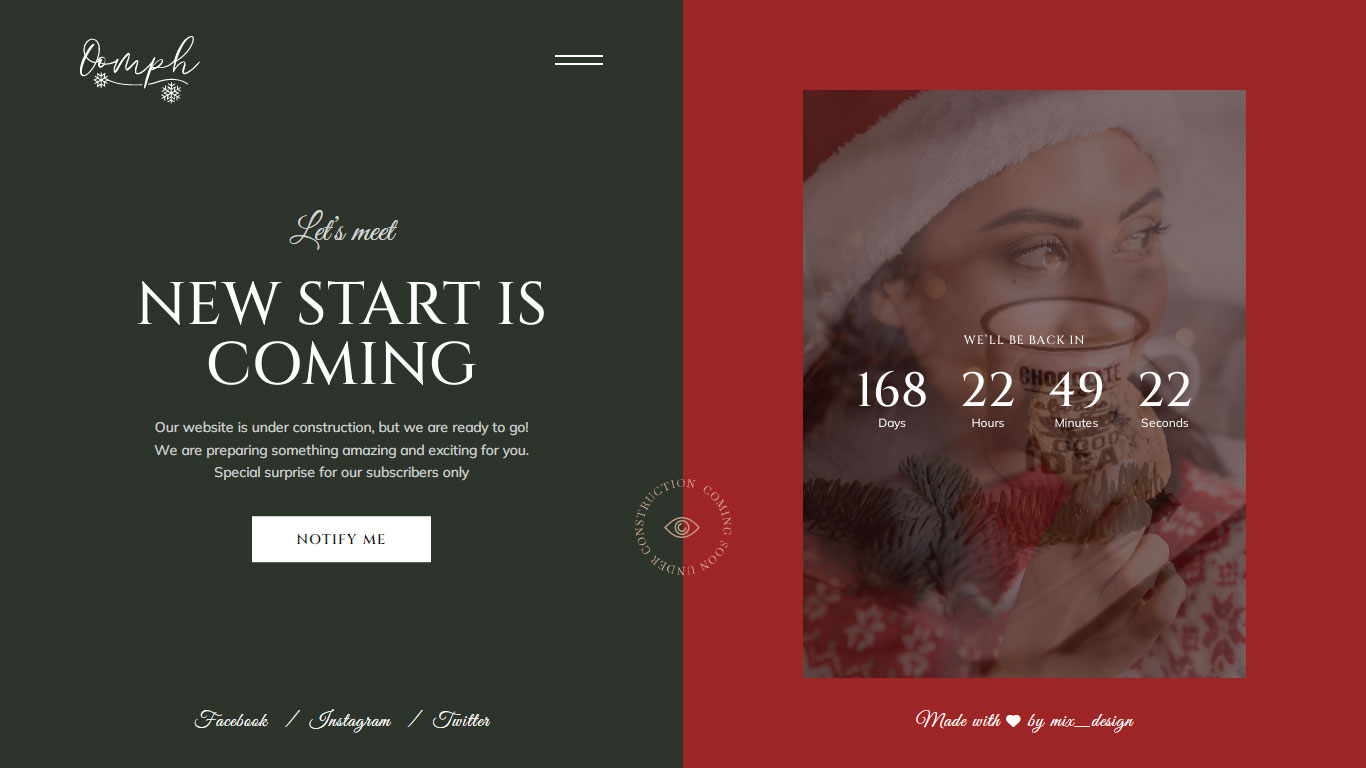 Oomph
Let's meet
NEW START IS
COMING
Our website is under construction, but we are ready to go!
We are preparing something amazing and exciting for you.
Special surprise for our subscribers only
NOTIFY ME
Facebook / Instagram / Twitter
COMING SOON UNDER CONSTRUCTION
WE'LL BE BACK IN
168 22 49 22
Days Hours Minutes Seconds
CHOCOLATE
GOOD
IDEA
Made with by mix_design